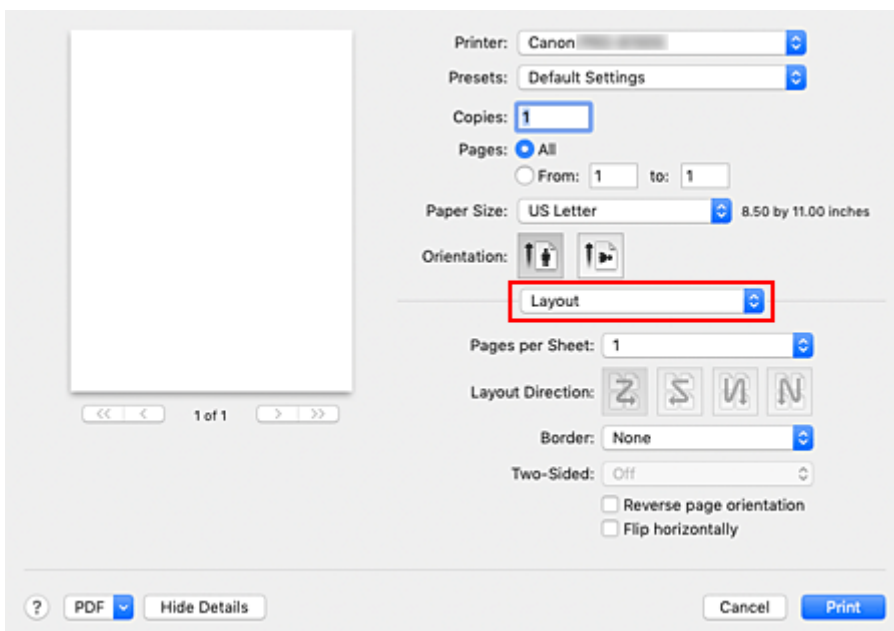 Printer: Canon
Presets: Default Settings
Copies: 1
Pages: All
From: 1 to: 1
Paper Size: US Letter 8.50 by 11.00 inches
Orientation:
Layout
Pages per Sheet: 1
Layout Direction:
1 of 1
Border: None
Two-Sided: Off
Reverse page orientation
Flip horizontally
? PDF Hide Details Cancel Print